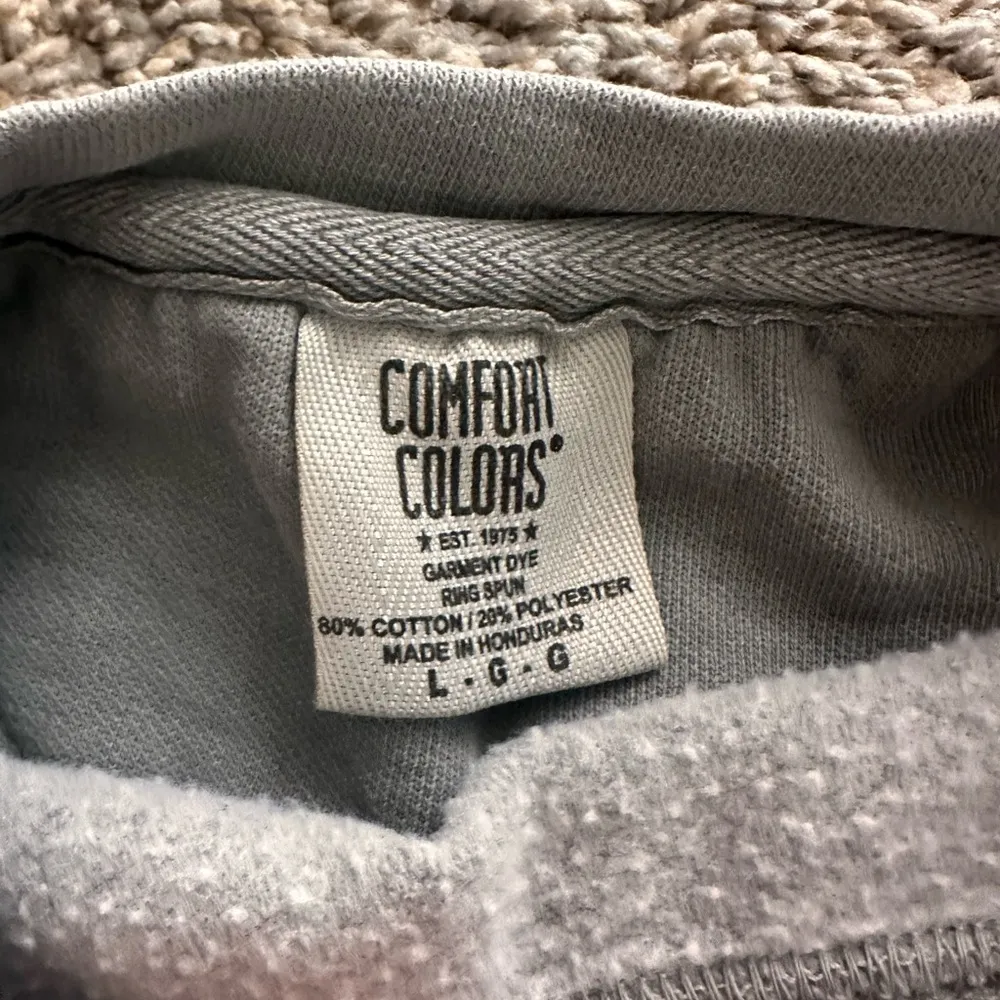 COMFORT
COLORS®
★ EST. 1975 ★
GARMENT DYE
RING SPUN
80% COTTON / 20% POLYESTER
MADE IN HONDURAS
L - G - G